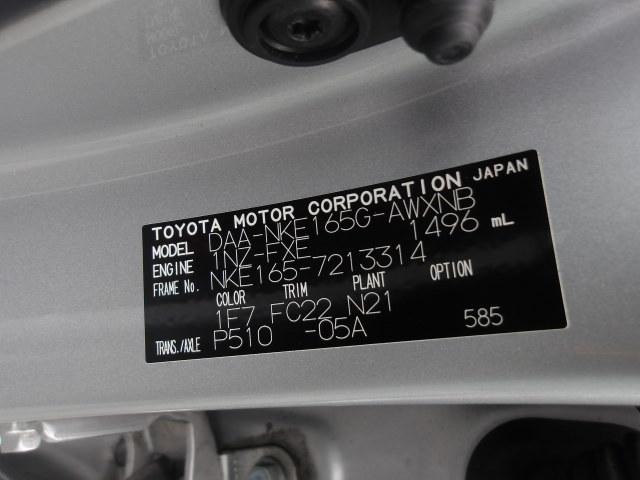 TOYOTA MOTOR CORPORATION JAPAN
MODEL DAA-NKE165G-AWXNB
ENGINE 1NZ-FXE 1496 mL
FRAME No. NKE165-7213314
COLOR TRIM PLANT OPTION
1F7 FC22 N21
TRANS./AXLE P510 -05A 585